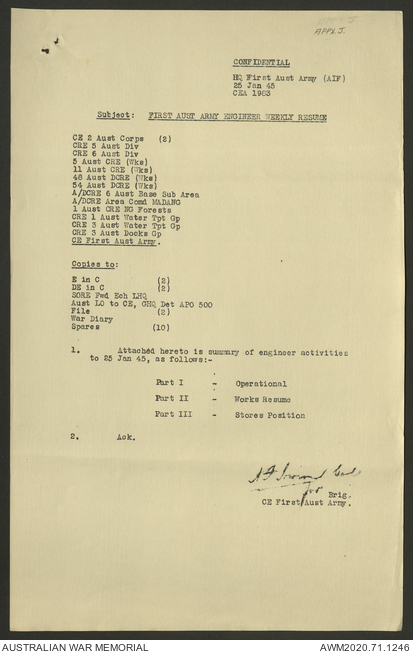 APPX J.
CONFIDENTIAL
HQ First Aust Army (AIF)
25 Jan 45
CEA 1983
Subject: FIRST AUST ARMY ENGINEER WEEKLY RESUME
CE 2 Aust Corps (2)
CRE 5 Aust Div
CRE 6 Aust Div
5 Aust CRE (Wks)
11 Aust CRE (Wks)
48 Aust DCRE (Wks)
54 Aust DCRE (Wks)
A/DCRE 6 Aust Base Sub Area
A/DCRE Area Comd MADANG
1 Aust CRE NG Forests
CRE 1 Aust Water Tpt Gp
CRE 3 Aust Water Tpt Gp
CRE 3 Aust Docks Gp
CE First Aust Army.
Copies to:
E in C (2)
DE in C (2)
SORE Fwd Ech LHQ
Aust LO to CE, GHQ Det APO 500
File (2)
War Diary
Spares (10)
1. Attached hereto is summary of engineer activities
to 25 Jan 45, as follows:-
Part I - Operational
Part II - Works Resume
Part III - Stores Position
2. Ack.
for Brig.
CE First Aust Army.
AUSTRALIAN WAR MEMORIAL AWM2020.71.1246